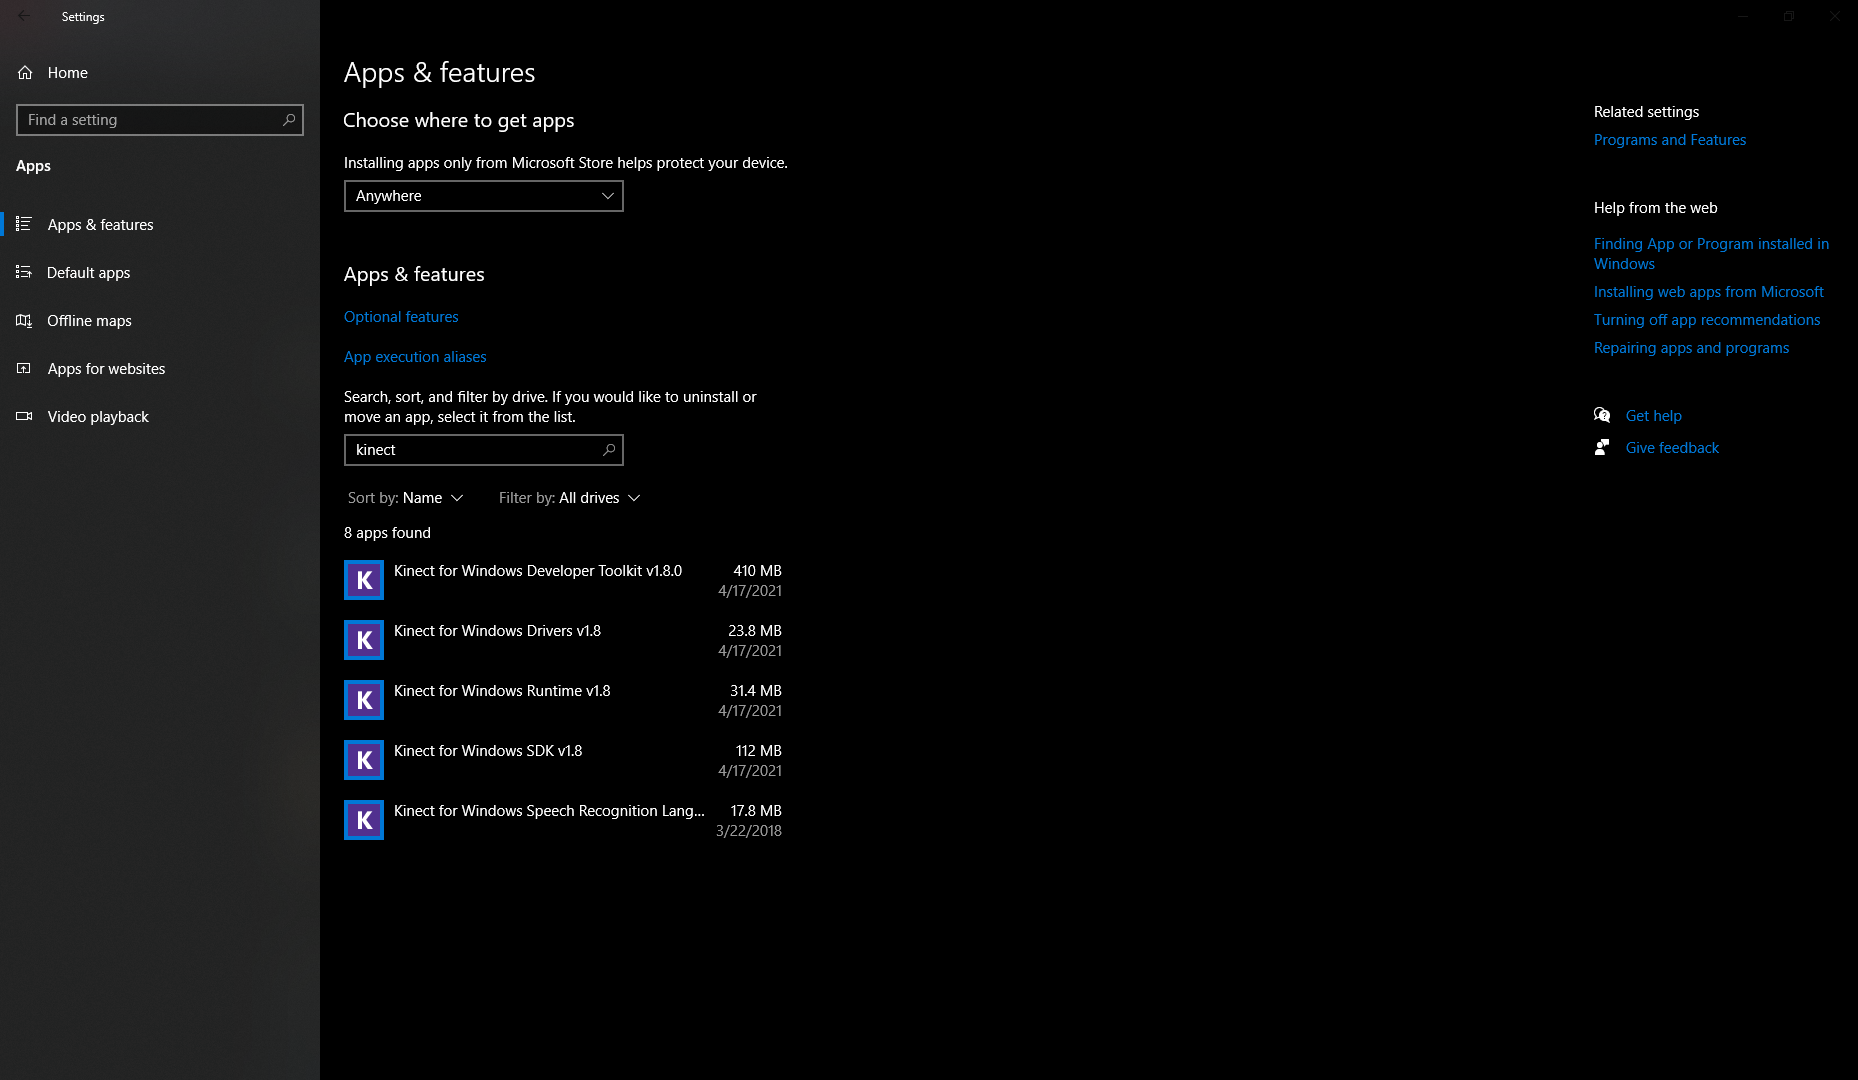 Settings
Home
Find a setting
Apps
Apps & features
Default apps
Offline maps
Apps for websites
Video playback
Apps & features
Choose where to get apps
Installing apps only from Microsoft Store helps protect your device.
Anywhere
Apps & features
Optional features
App execution aliases
Search, sort, and filter by drive. If you would like to uninstall or
move an app, select it from the list.
kinect
Sort by: Name
Filter by: All drives
8 apps found
K
Kinect for Windows Developer Toolkit v1.8.0
410 MB
4/17/2021
K
Kinect for Windows Drivers v1.8
23.8 MB
4/17/2021
K
Kinect for Windows Runtime v1.8
31.4 MB
4/17/2021
K
Kinect for Windows SDK v1.8
112 MB
4/17/2021
K
Kinect for Windows Speech Recognition Lang...
17.8 MB
3/22/2018
Related settings
Programs and Features
Help from the web
Finding App or Program installed in
Windows
Installing web apps from Microsoft
Turning off app recommendations
Repairing apps and programs
Get help
Give feedback